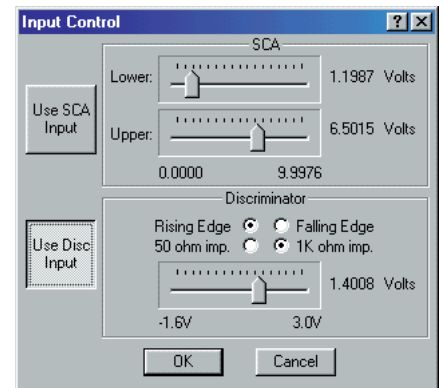 Input Control
SCA
Lower: 1.1987 Volts
Use SCA
Input
Upper: 6.5015 Volts
0.0000 9.9976
Discriminator
Rising Edge Falling Edge
50 ohm imp. 1K ohm imp.
Use Disc
Input
1.4008 Volts
-1.6V 3.0V
OK Cancel